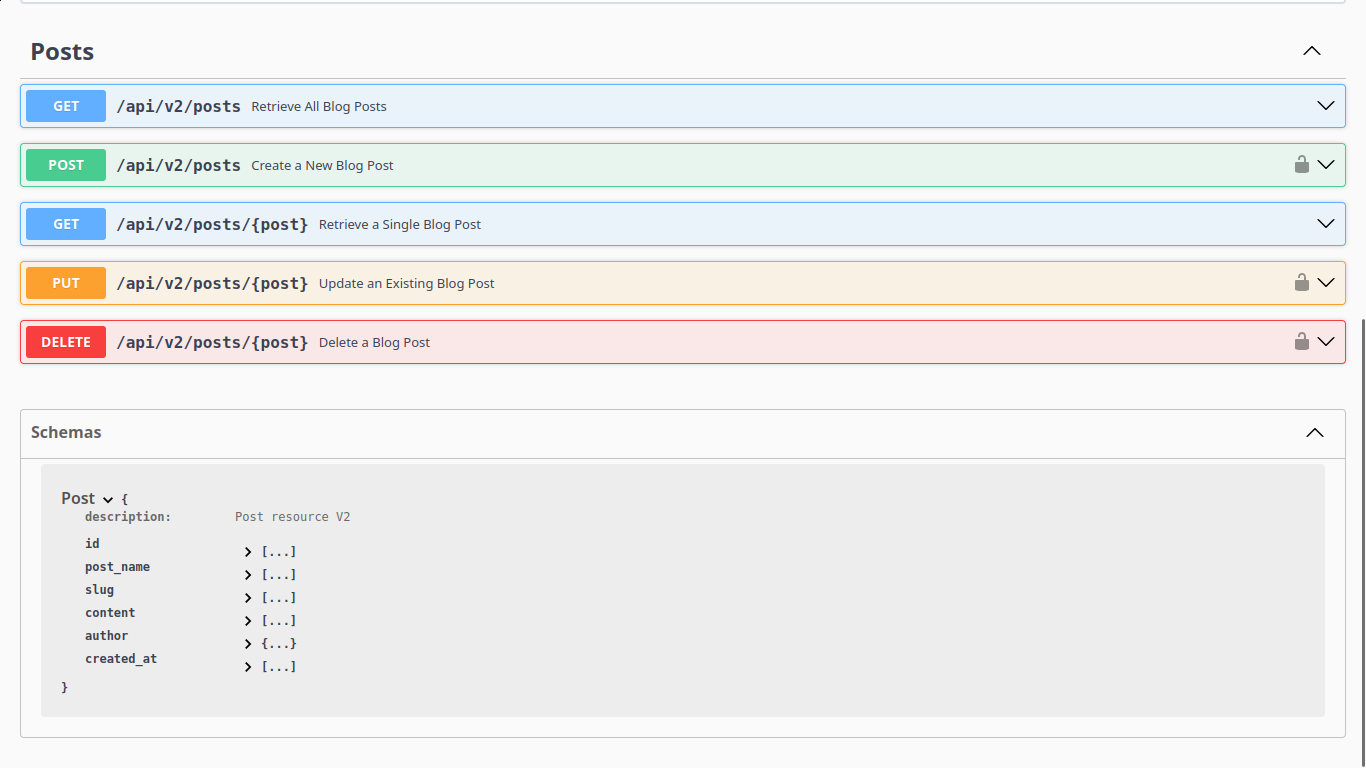 Posts
GET /api/v2/posts Retrieve All Blog Posts
POST /api/v2/posts Create a New Blog Post
GET /api/v2/posts/{post} Retrieve a Single Blog Post
PUT /api/v2/posts/{post} Update an Existing Blog Post
DELETE /api/v2/posts/{post} Delete a Blog Post
Schemas
Post {
description: Post resource V2
id [...]
post_name [...]
slug [...]
content [...]
author {...}
created_at [...]
}